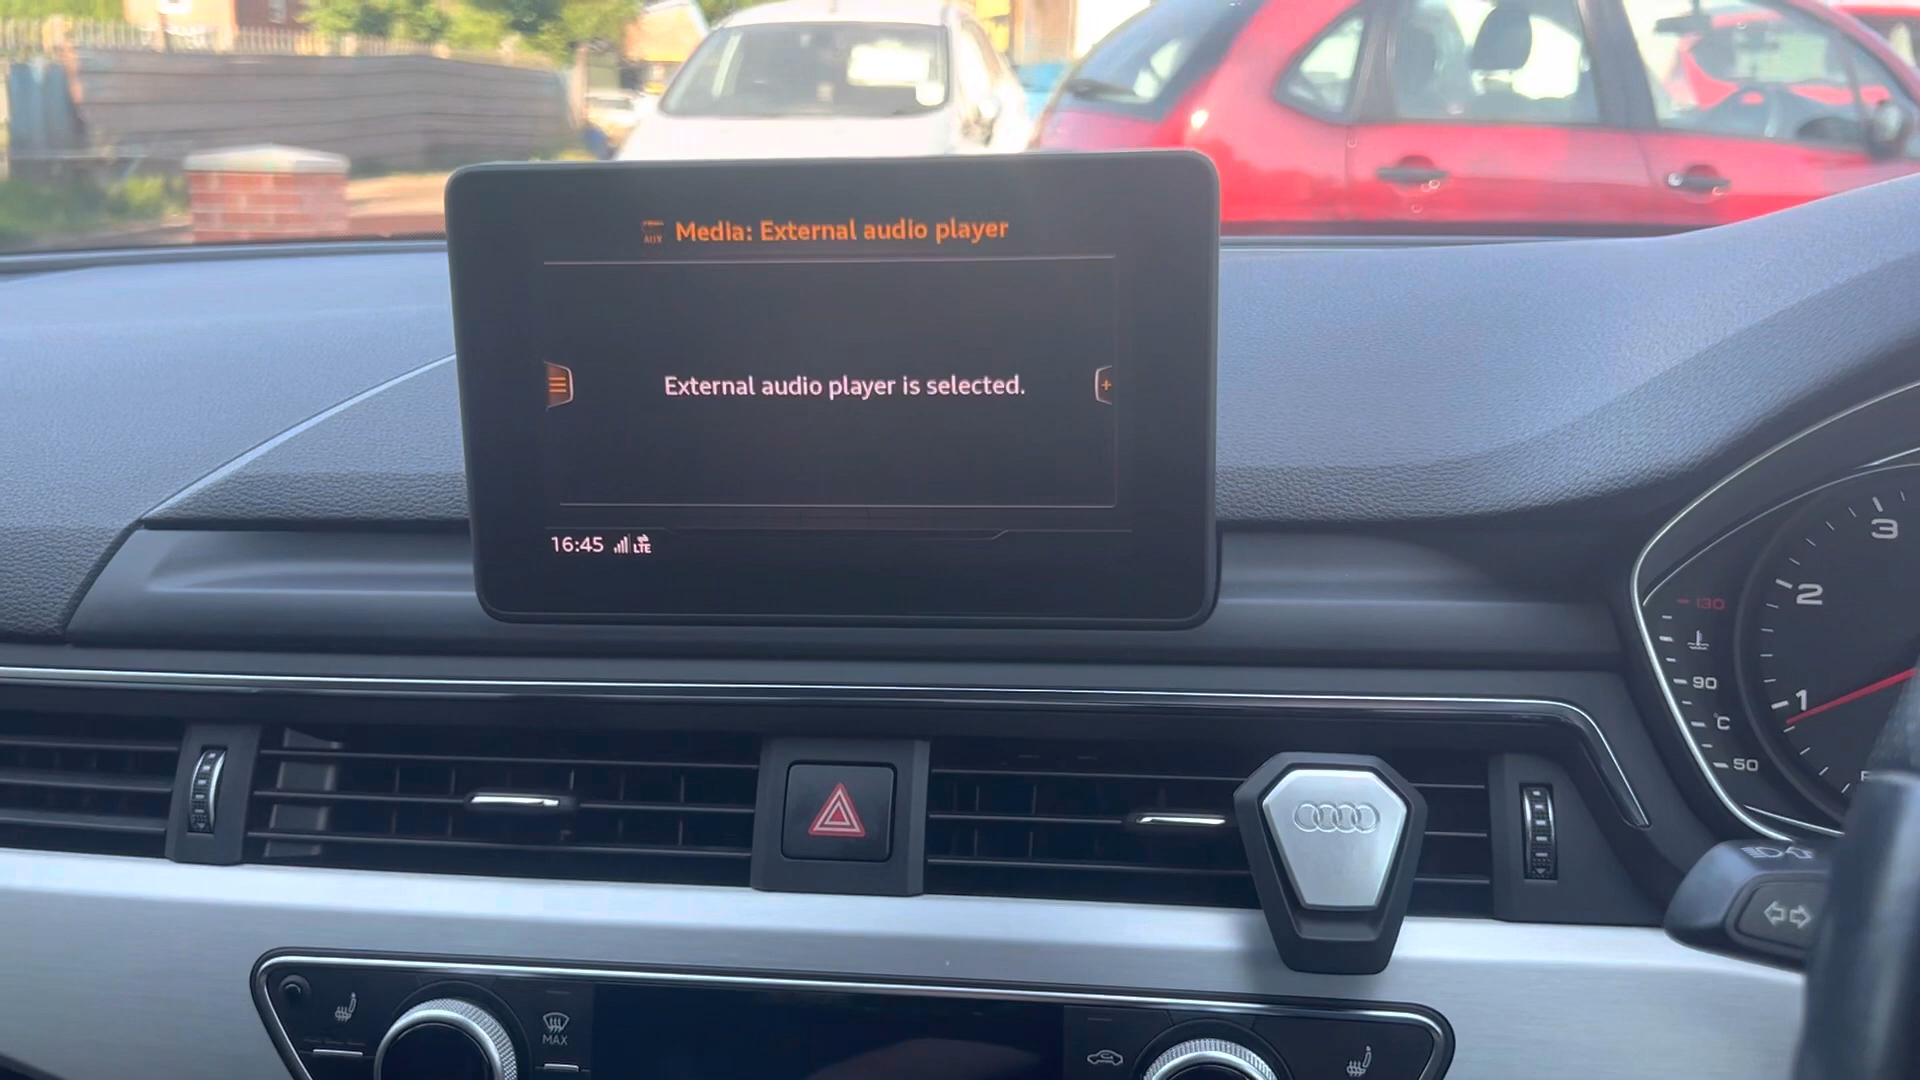 AUX Media: External audio player
External audio player is selected.
16:45 LTE
3
2
130
90
1
°C
50
MAX